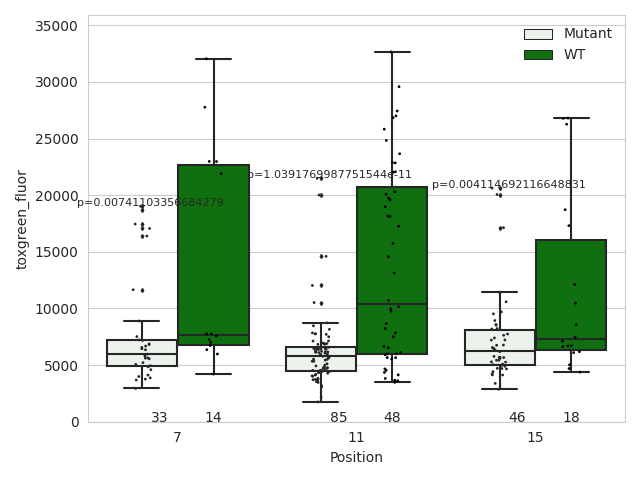 35000
Mutant
WT
30000
25000
p=1.0391769987751544e-11
p=0.004114692116648831
20000
p=0.00741103356684279
toxgreen_fluor
15000
10000
5000
0
33 14 85 48 46 18
7 11 15
Position